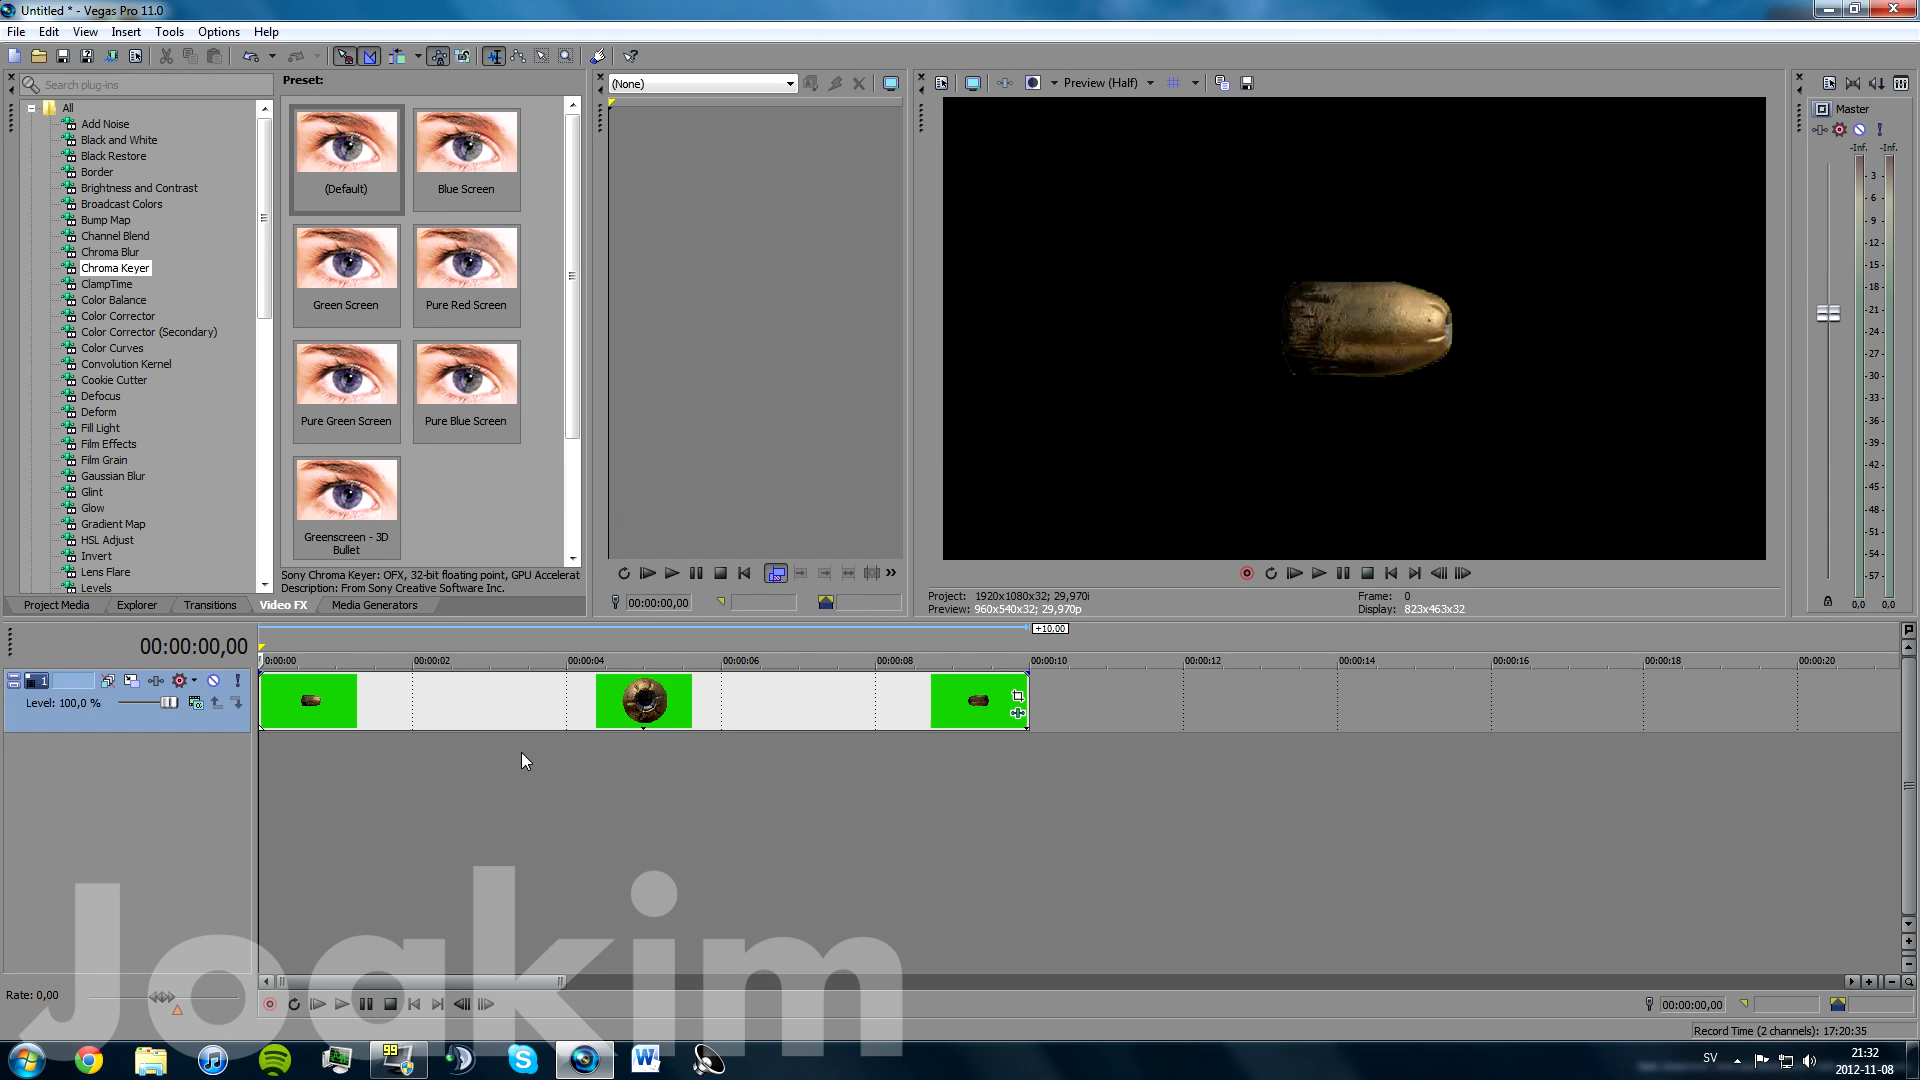 Untitled * - Vegas Pro 11.0
File Edit View Insert Tools Options Help
Search plug-ins
All
Add Noise
Black and White
Black Restore
Border
Brightness and Contrast
Broadcast Colors
Bump Map
Channel Blend
Chroma Blur
Chroma Keyer
ClampTime
Color Balance
Color Corrector
Color Corrector (Secondary)
Color Curves
Convolution Kernel
Cookie Cutter
Defocus
Deform
Fill Light
Film Effects
Film Grain
Gaussian Blur
Glint
Glow
Gradient Map
HSL Adjust
Invert
Lens Flare
Levels
Preset:
(Default)
Blue Screen
Green Screen
Pure Red Screen
Pure Green Screen
Pure Blue Screen
Greenscreen - 3D
Bullet
Sony Chroma Keyer: OFX, 32-bit floating point, GPU Accelerat
Description: From Sony Creative Software Inc.
Project Media Explorer Transitions Video FX Media Generators
(None)
00:00:00,00
Preview (Half)
Project: 1920x1080x32; 29,970i
Preview: 960x540x32; 29,970p
Frame: 0
Display: 823x463x32
Master
-Inf. -Inf.
3
6
9
12
15
18
21
24
27
30
33
36
39
42
45
48
51
54
57
0,0 0,0
00:00:00,00
+10.00
0:00:00 00:00:02 00:00:04 00:00:06 00:00:08 00:00:10 00:00:12 00:00:14 00:00:16 00:00:18 00:00:20
1
Level: 100,0 %
Joakim
Rate: 0,00
00:00:00,00
Record Time (2 channels): 17:20:35
99
SV
21:32
2012-11-08